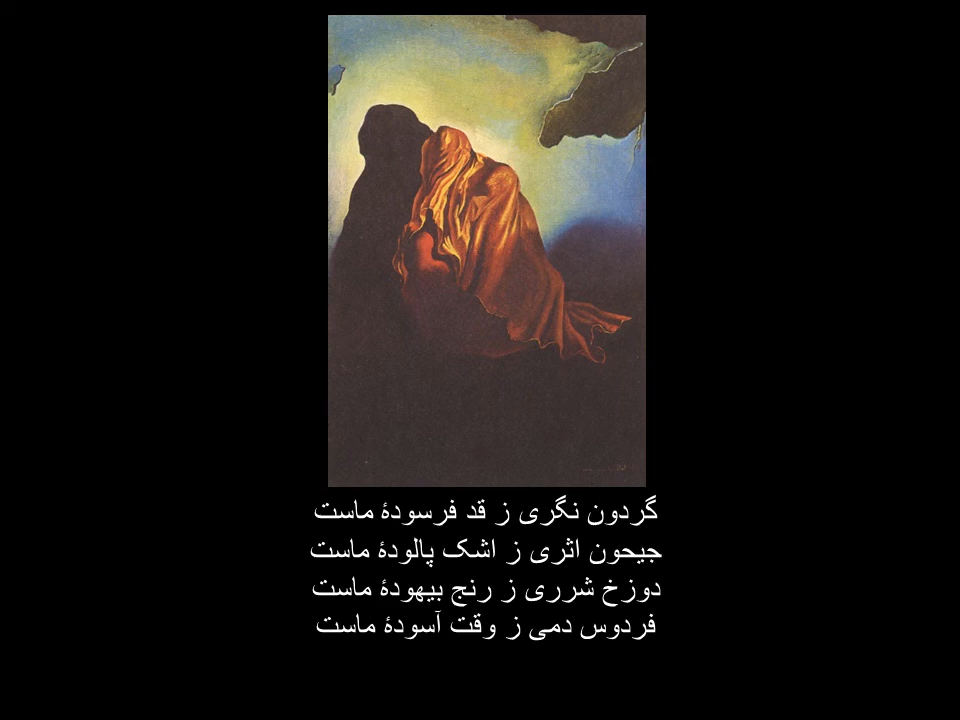 گردون نگری ز قد فرسودهٔ ماست
جیحون اثری ز اشک پالودهٔ ماست
دوزخ شرری ز رنج بیهودهٔ ماست
فردوس دمی ز وقت آسودهٔ ماست